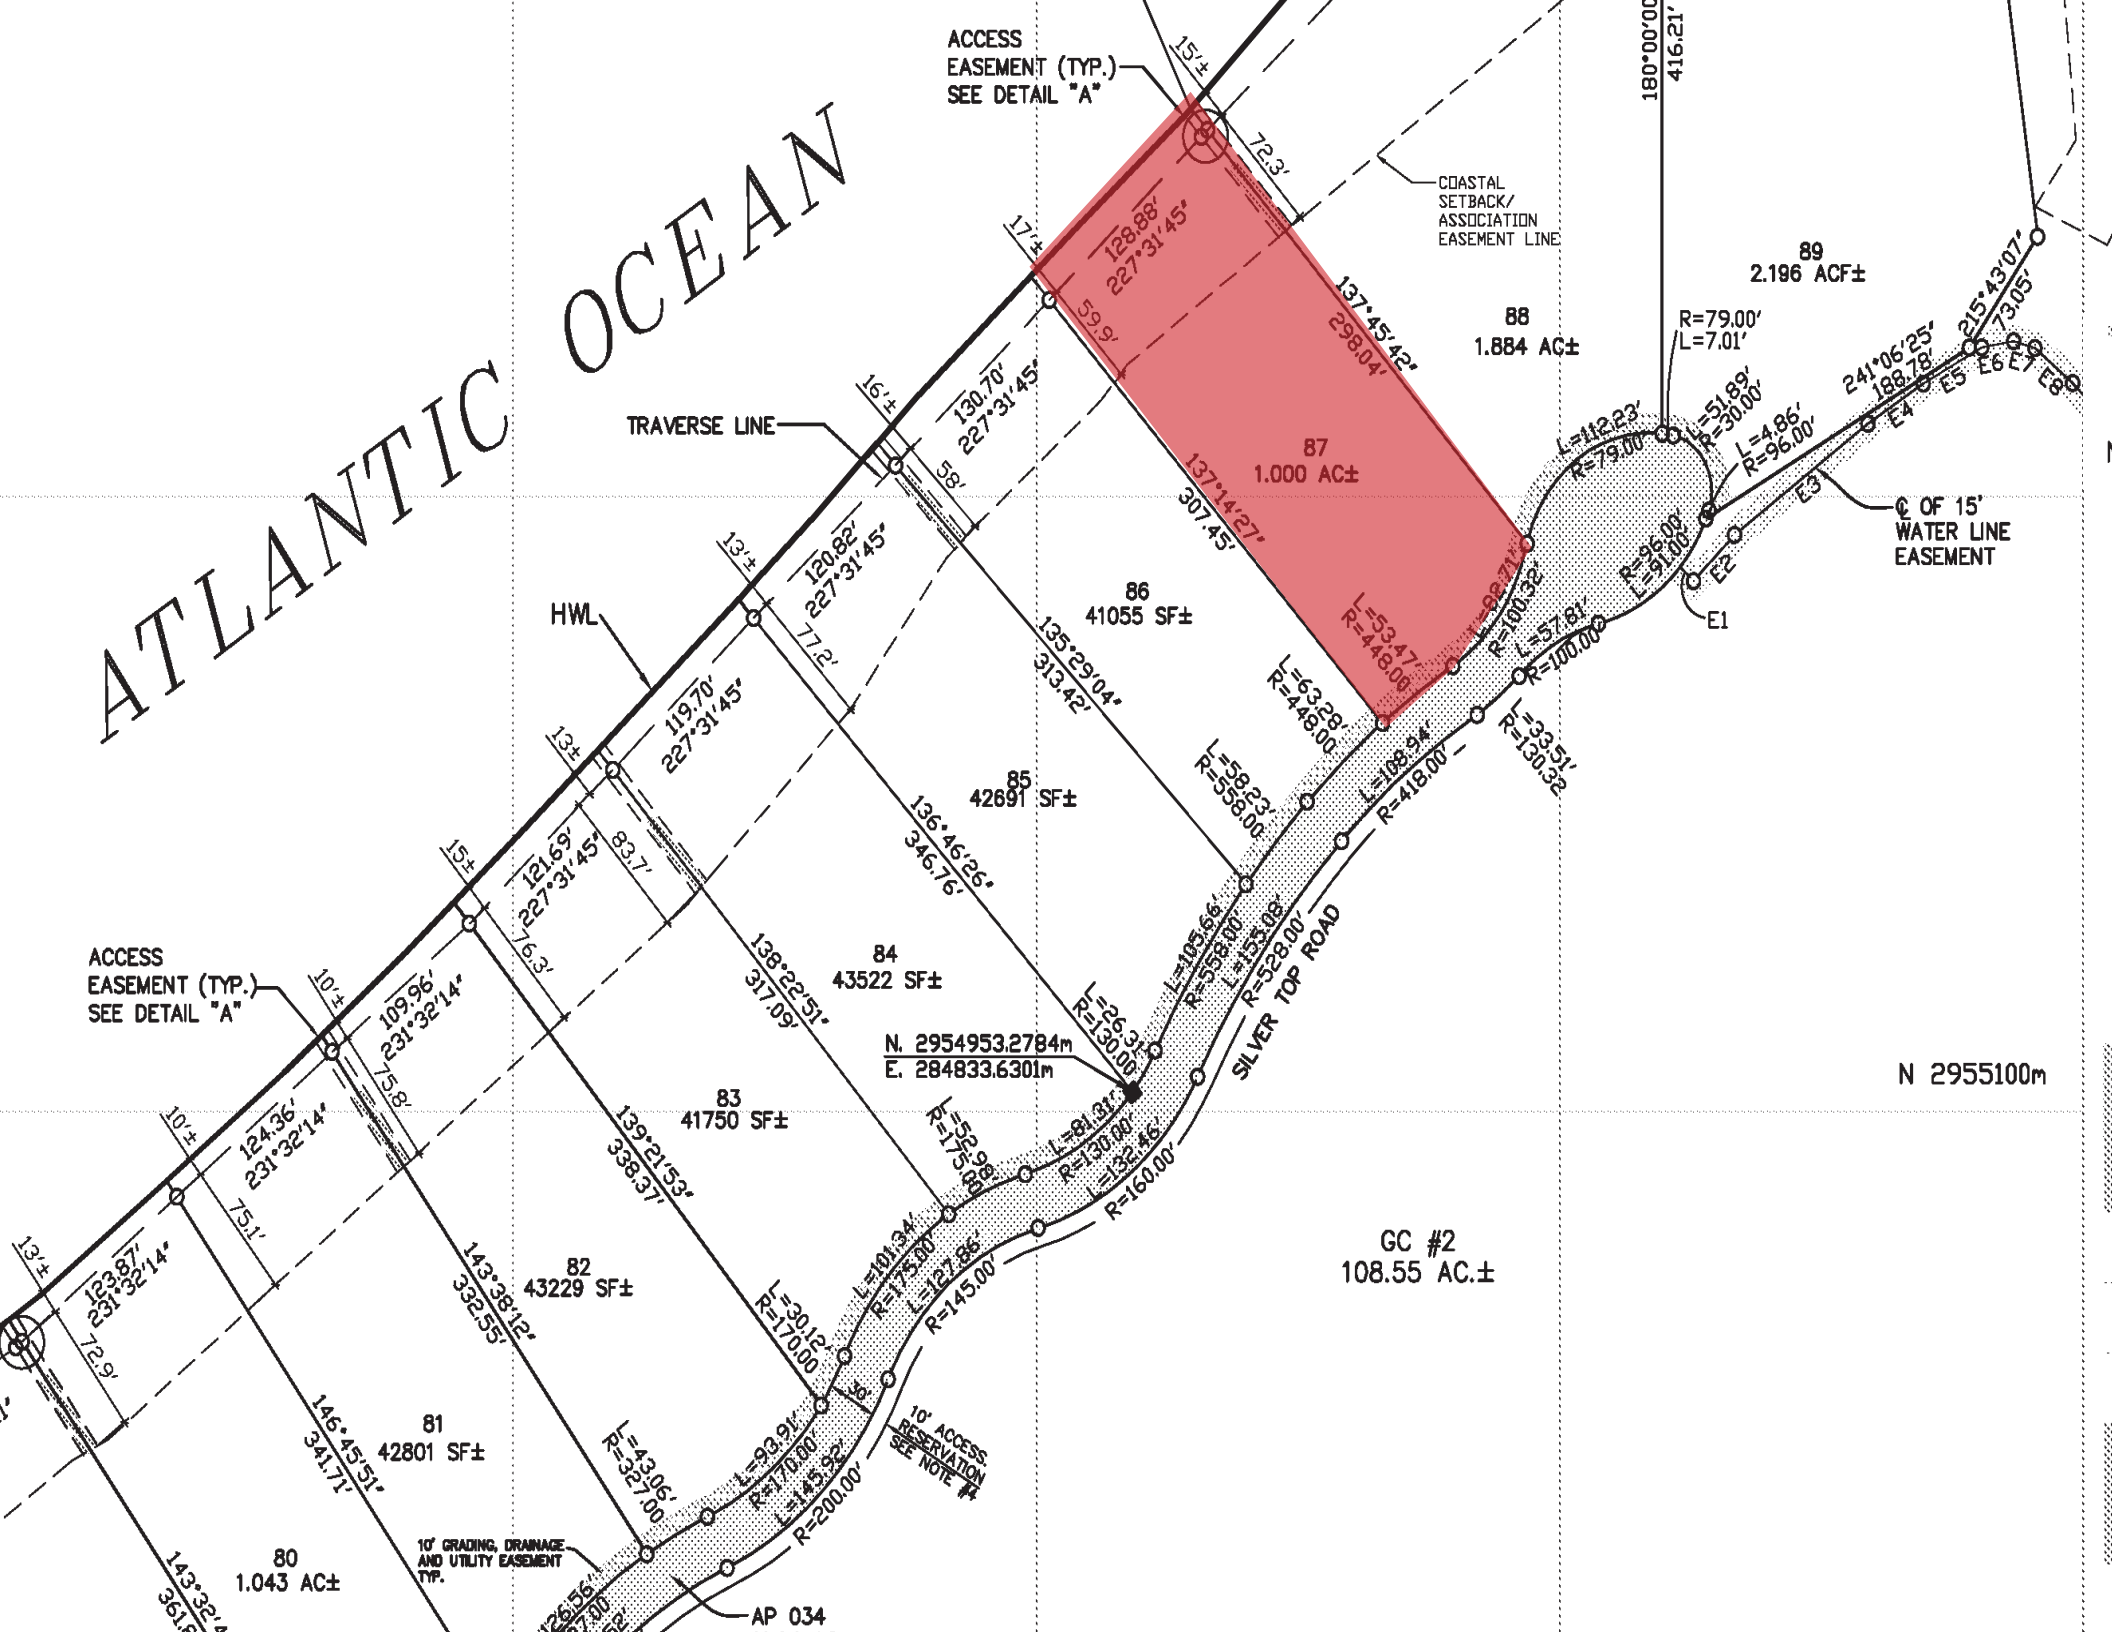 ACCESS
EASEMENT (TYP.)
SEE DETAIL "A"
15'±
72.3'
180°00'00
416.21'
COASTAL
SETBACK/
ASSOCIATION
EASEMENT LINE
ATLANTIC OCEAN
17'±
128.88'
227°31'45"
59.9'
137°45'42"
298.04'
88
1.884 AC±
89
2.196 ACF±
R=79.00'
L=7.01'
215°43'07"
73.05'
241°06'25'
188.78'
E5
E6
E7
E8
E4
E3
L=51.89'
R=30.00'
L=4.86'
R=96.00'
L=112.23'
R=79.00'
TRAVERSE LINE
16'±
130.70'
227°31'45"
58'
87
1.000 AC±
137°14'27"
307.45'
R=96.00'
L=91.00'
℄ OF 15'
WATER LINE
EASEMENT
E2
E1
HWL
13'±
120.82'
227°31'45"
77.2'
86
41055 SF±
135°29'04"
313.42'
L=53.47'
R=448.00'
R=100.32'
L=57.81'
R=100.00'
L=33.51'
R=130.32
L=63.28'
R=448.00
L=58.23'
R=558.00
L=108.94'
R=418.00'
13±
119.70'
227°31'45"
83.7'
85
42691 SF±
136°46'26"
346.76'
L=105.66'
R=558.00'
L=155.08'
R=528.00'
SILVER TOP ROAD
15±
121.69'
227°31'45"
76.3'
84
43522 SF±
138°22'51"
317.09'
L=26.31'
R=130.00'
N. 2954953.2784m
E. 284833.6301m
N 2955100m
ACCESS
EASEMENT (TYP.)
SEE DETAIL "A"
10'±
109.96'
231°32'14"
75.8'
83
41750 SF±
139°21'53"
338.37'
L=52.98'
R=175.00
L=81.31'
R=130.00'
L=132.46'
R=160.00'
10'±
124.36'
231°32'14"
75.1'
82
43229 SF±
143°38'12"
332.55'
L=30.12'
R=170.00
L=101.34'
R=175.00'
L=127.86'
R=145.00'
GC #2
108.55 AC.±
13'±
123.87'
231°32'14"
72.9'
81
42801 SF±
146°45'51"
341.71'
L=43.06'
R=327.00
L=93.91'
R=170.00'
L=145.92'
R=200.00'
30'
10' ACCESS
RESERVATION
SEE NOTE #4
80
1.043 AC±
10' GRADING, DRAINAGE
AND UTILITY EASEMENT
TYP.
AP 034